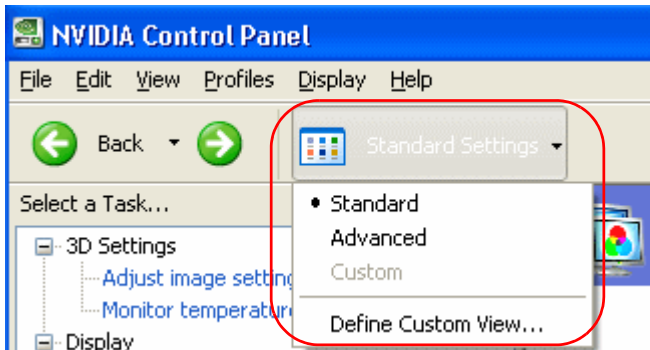 NVIDIA Control Panel
File Edit View Profiles Display Help
Back Standard Settings
Select a Task...
Standard
3D Settings
Advanced
Adjust image setting
Custom
Monitor temperature
Define Custom View...
Display